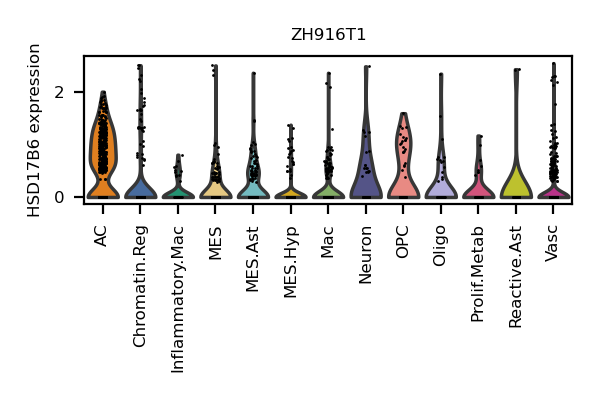 ZH916T1
HSD17B6 expression
2
0
AC
Chromatin.Reg
Inflammatory.Mac
MES
MES.Ast
MES.Hyp
Mac
Neuron
OPC
Oligo
Prolif.Metab
Reactive.Ast
Vasc